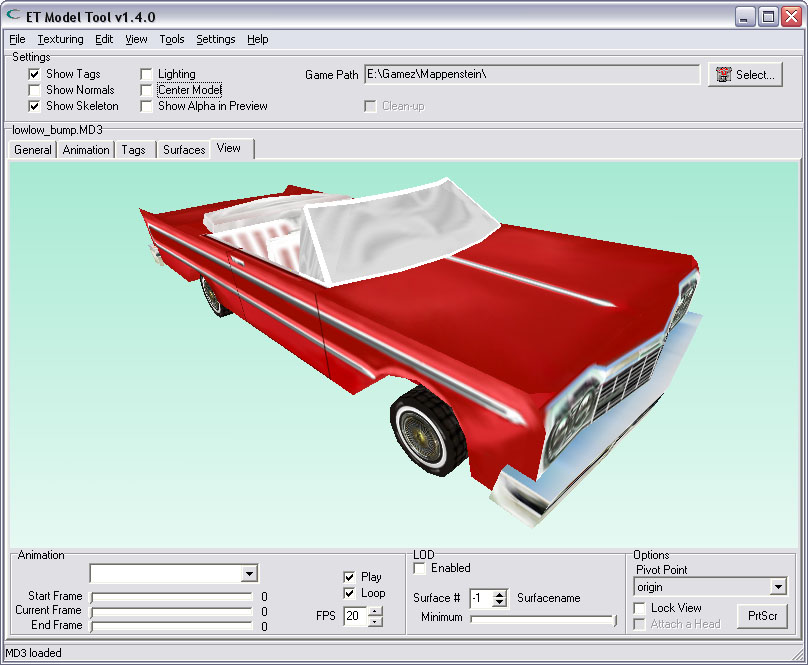 ET Model Tool v1.4.0
File Texturing Edit View Tools Settings Help
Settings
Show Tags Lighting Game Path E:\Gamez\Mappenstein\ Select...
Show Normals Center Model
Show Skeleton Show Alpha in Preview Clean-up
lowlow_bump.MD3
General Animation Tags Surfaces View
Animation LOD Options
Enabled Pivot Point
Play origin
Start Frame 0 Loop Surface # -1 Surfacename Lock View
Current Frame 0 FPS 20 Minimum PrtScr
End Frame 0 Attach a Head
MD3 loaded